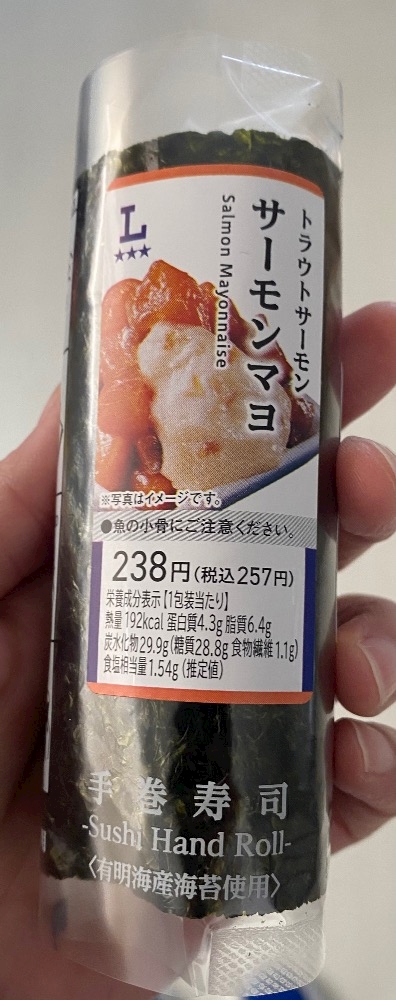 L
★★★
トラウトサーモン
サーモンマヨ
Salmon Mayonnaise
※写真はイメージです。
●魚の小骨にご注意ください。
238円(税込257円)
栄養成分表示【1包装当たり】
熱量192kcal 蛋白質4.3g 脂質6.4g
炭水化物29.9g(糖質28.8g 食物繊維1.1g)
食塩相当量1.54g (推定値)
手巻寿司
-Sushi Hand Roll-
〈有明海産海苔使用〉